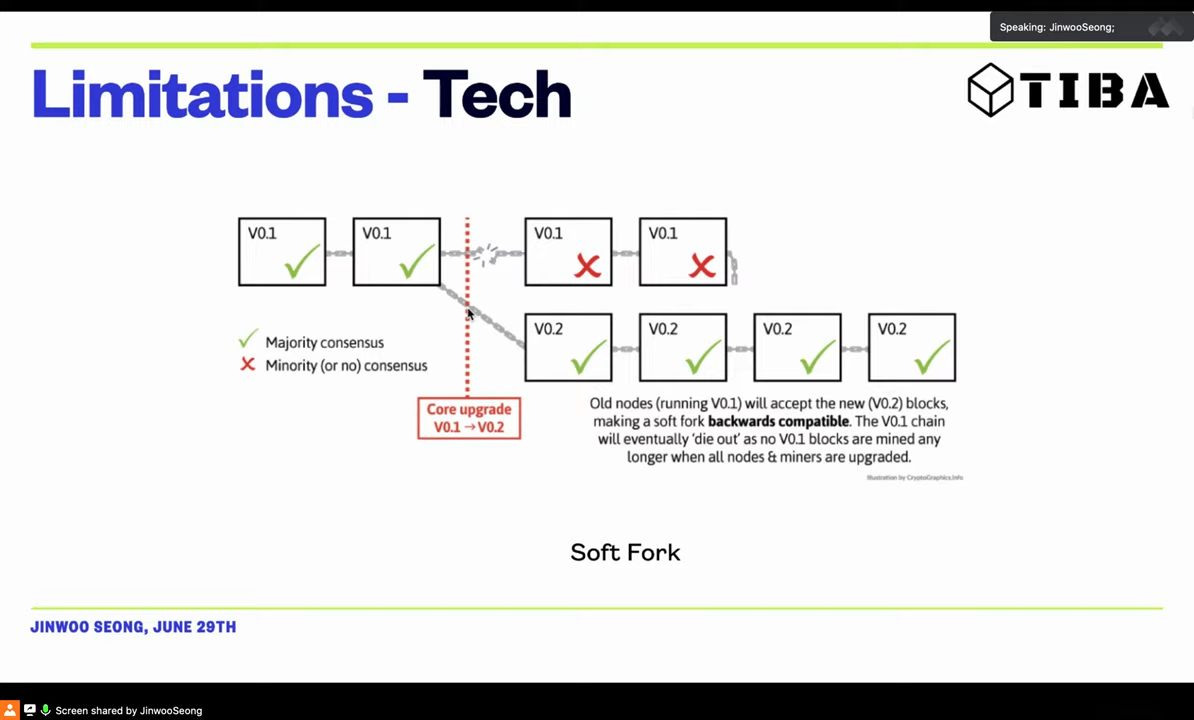 Speaking: JinwooSeong;
Limitations - Tech
TIBA
V0.1
V0.1
V0.1
V0.1
V0.2
V0.2
V0.2
V0.2
Majority consensus
Minority (or no) consensus
Core upgrade
V0.1 → V0.2
Old nodes (running V0.1) will accept the new (V0.2) blocks,
making a soft fork backwards compatible. The V0.1 chain
will eventually 'die out' as no V0.1 blocks are mined any
longer when all nodes & miners are upgraded.
Illustration by CryptoGraphics.info
Soft Fork
JINWOO SEONG, JUNE 29TH
Screen shared by JinwooSeong